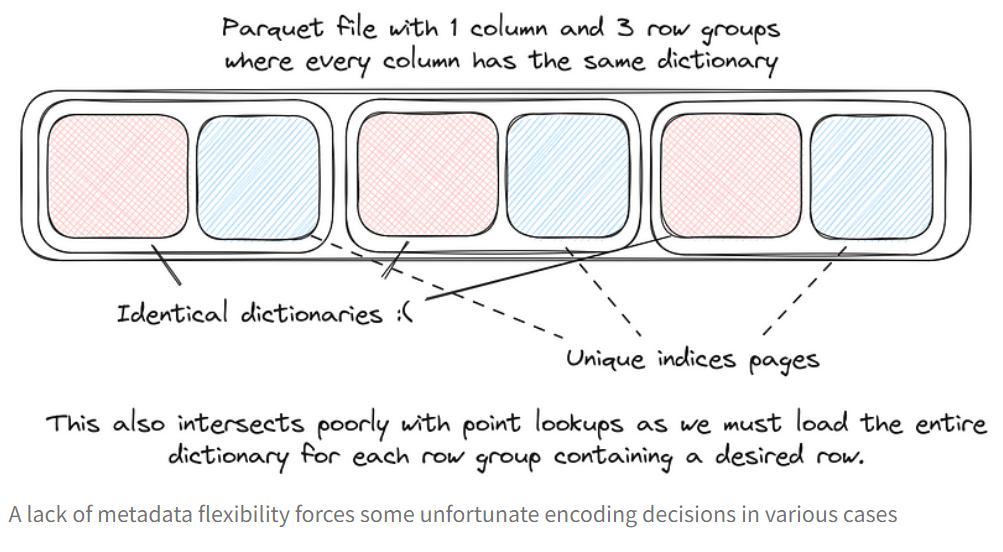 Parquet file with 1 column and 3 row groups
where every column has the same dictionary
Identical dictionaries :(
Unique indices pages
This also intersects poorly with point lookups as we must load the entire
dictionary for each row group containing a desired row.
A lack of metadata flexibility forces some unfortunate encoding decisions in various cases